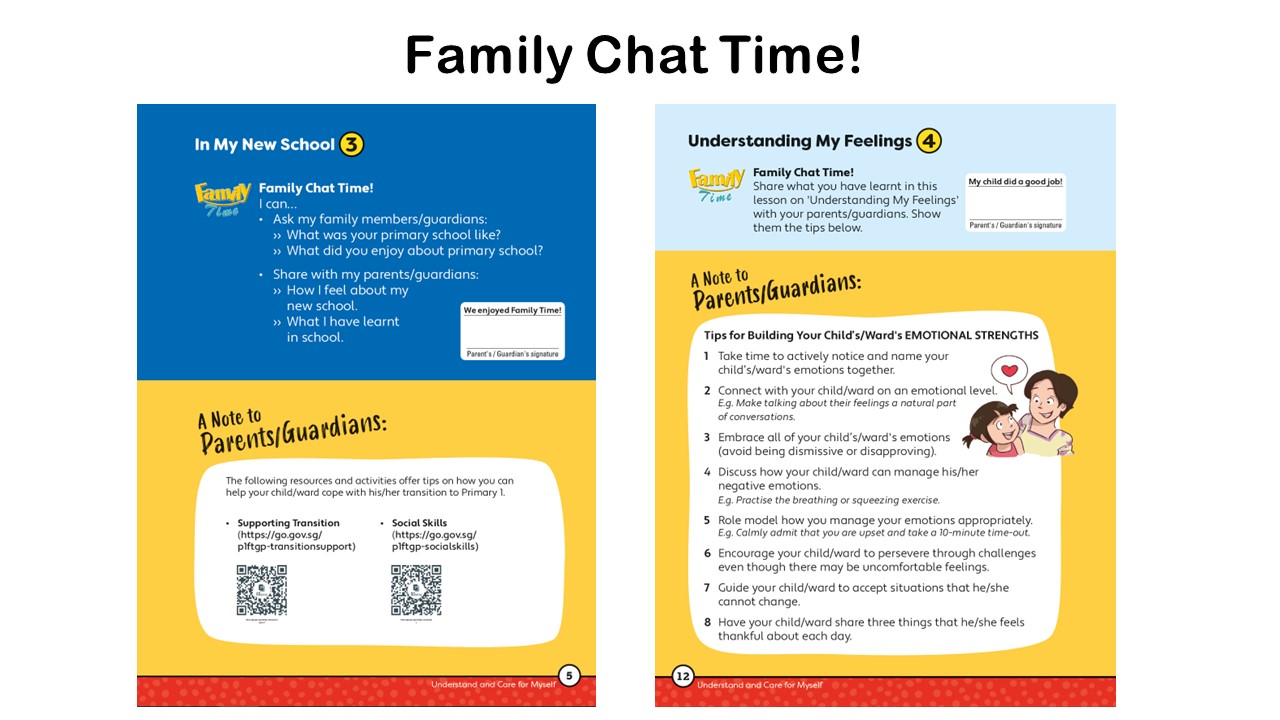 Family Chat Time!
In My New School 3
Family
Time
Family Chat Time!
I can...
• Ask my family members/guardians:
›› What was your primary school like?
›› What did you enjoy about primary school?
• Share with my parents/guardians:
›› How I feel about my
new school.
›› What I have learnt
in school.
We enjoyed Family Time!
Parent's / Guardian's signature
A Note to
Parents/Guardians:
The following resources and activities offer tips on how you can
help your child/ward cope with his/her transition to Primary 1.
• Supporting Transition
(https://go.gov.sg/
p1ftgp-transitionsupport)
• Social Skills
(https://go.gov.sg/
p1ftgp-socialskills)
5
Understand and Care for Myself
Understanding My Feelings 4
Family
Time
Family Chat Time!
Share what you have learnt in this
lesson on 'Understanding My Feelings'
with your parents/guardians. Show
them the tips below.
My child did a good job!
Parent's / Guardian's signature
A Note to
Parents/Guardians:
Tips for Building Your Child's/Ward's EMOTIONAL STRENGTHS
1 Take time to actively notice and name your
child's/ward's emotions together.
2 Connect with your child/ward on an emotional level.
E.g. Make talking about their feelings a natural part
of conversations.
3 Embrace all of your child's/ward's emotions
(avoid being dismissive or disapproving).
4 Discuss how your child/ward can manage his/her
negative emotions.
E.g. Practise the breathing or squeezing exercise.
5 Role model how you manage your emotions appropriately.
E.g. Calmly admit that you are upset and take a 10-minute time-out.
6 Encourage your child/ward to persevere through challenges
even though there may be uncomfortable feelings.
7 Guide your child/ward to accept situations that he/she
cannot change.
8 Have your child/ward share three things that he/she feels
thankful about each day.
12
Understand and Care for Myself